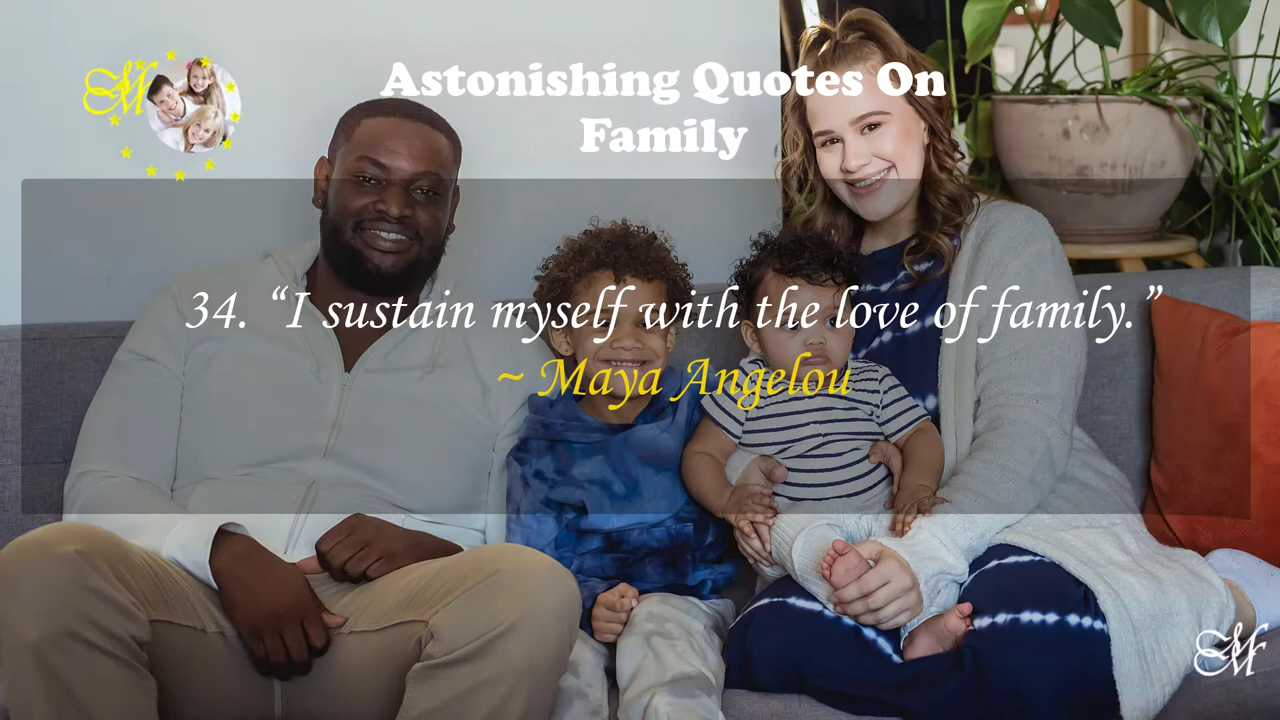 Astonishing Quotes On
Family
34. “I sustain myself with the love of family.”
~ Maya Angelou